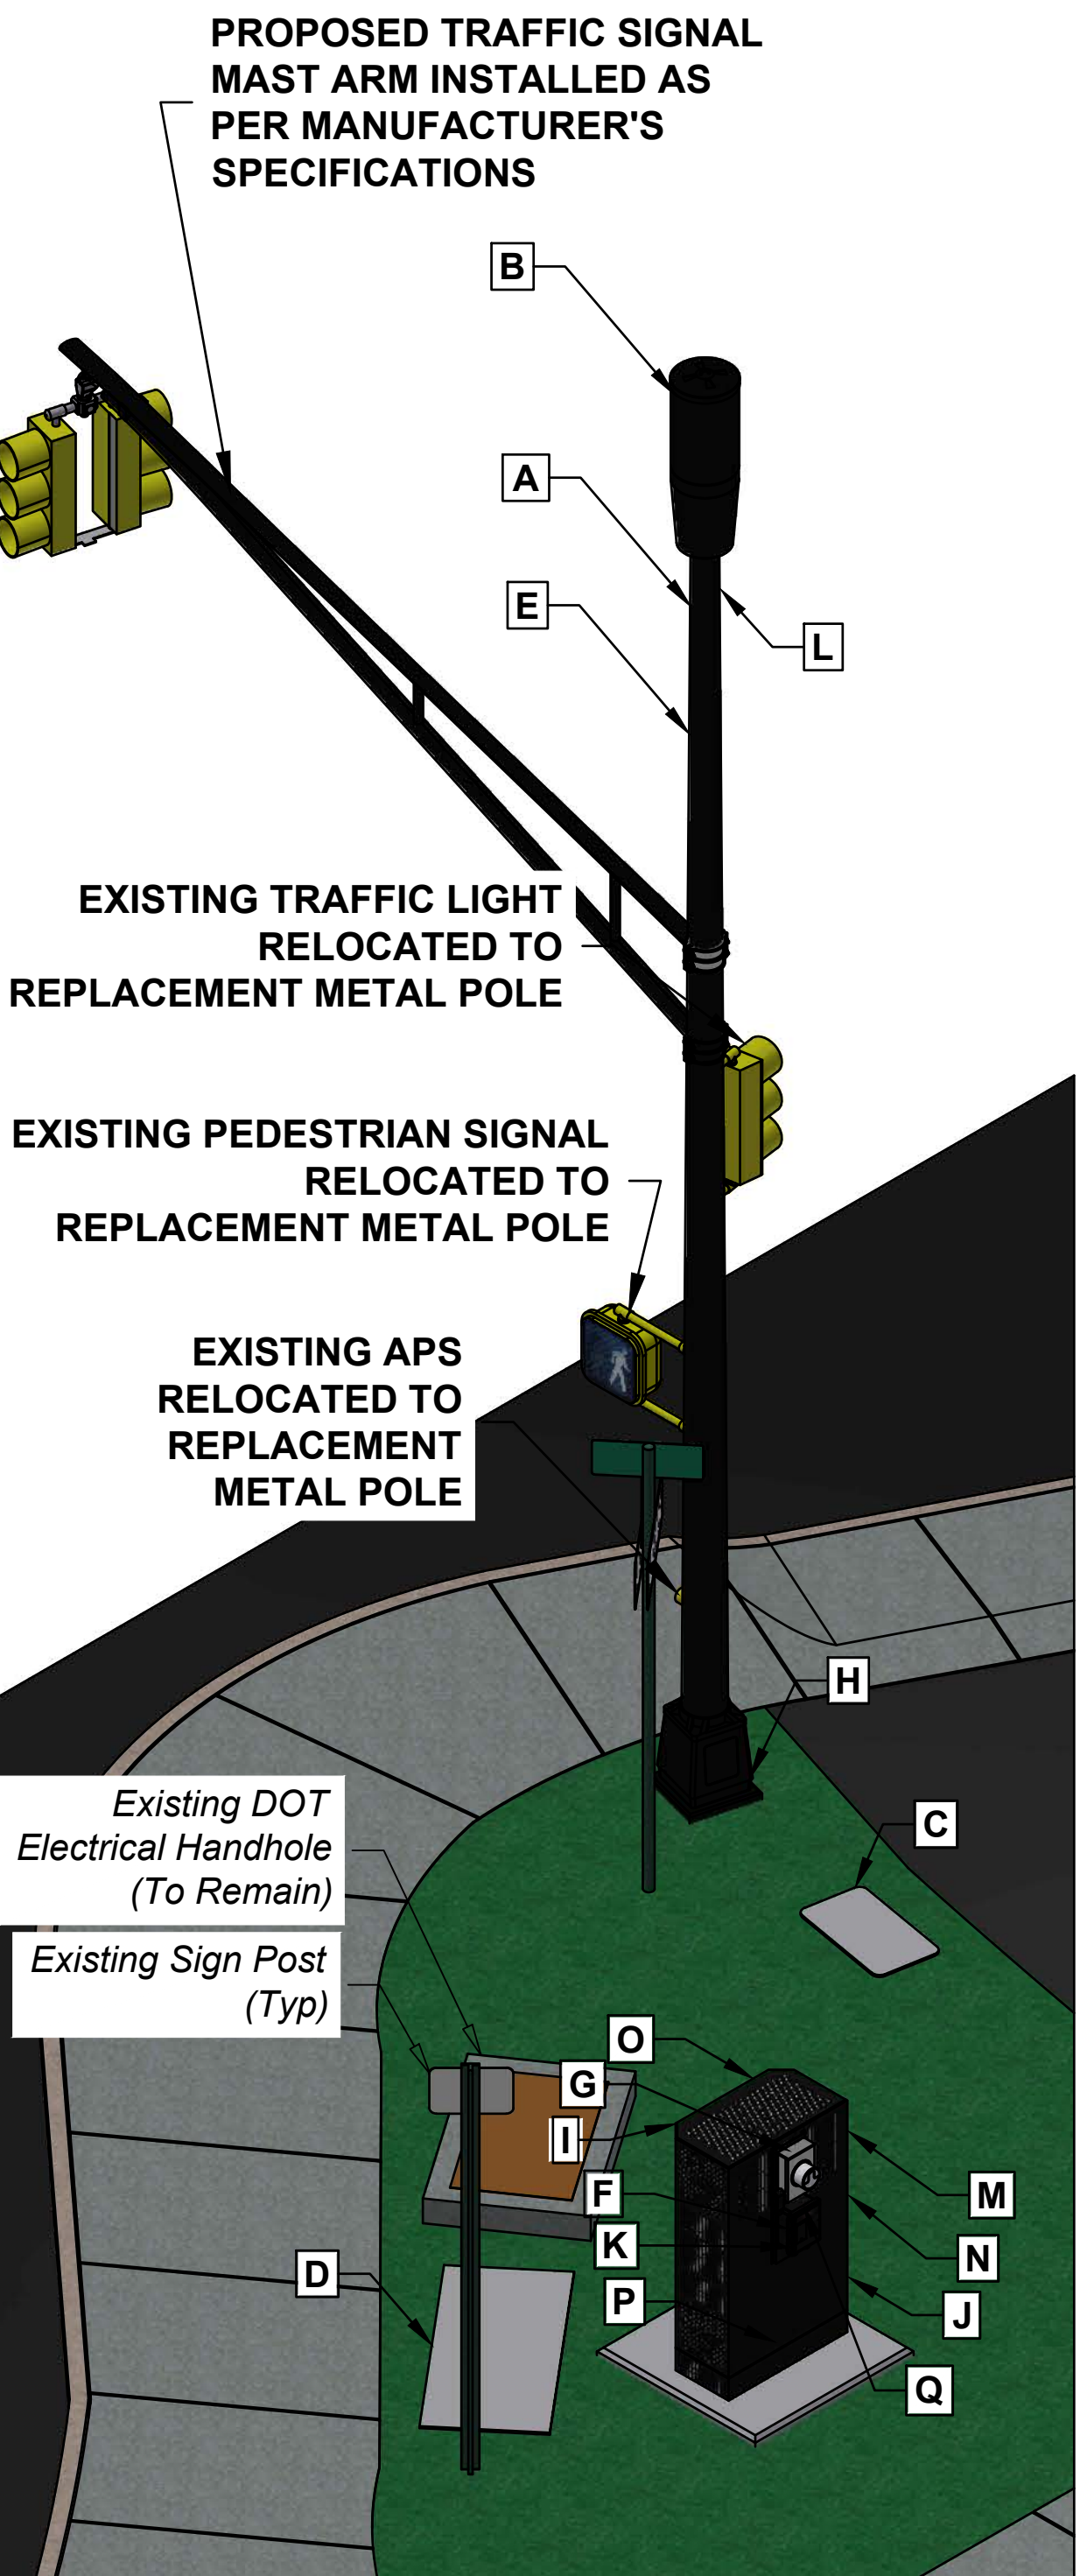 PROPOSED TRAFFIC SIGNAL
MAST ARM INSTALLED AS
PER MANUFACTURER'S
SPECIFICATIONS
B
A
E
L
EXISTING TRAFFIC LIGHT
RELOCATED TO
REPLACEMENT METAL POLE
EXISTING PEDESTRIAN SIGNAL
RELOCATED TO
REPLACEMENT METAL POLE
EXISTING APS
RELOCATED TO
REPLACEMENT
METAL POLE
H
Existing DOT
Electrical Handhole
(To Remain)
C
Existing Sign Post
(Typ)
O
G
I
F
M
K
N
D
P
J
Q